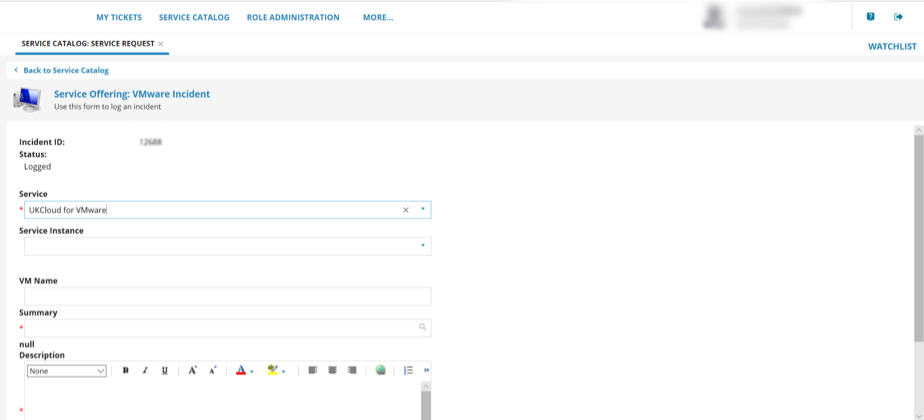 MY TICKETS SERVICE CATALOG ROLE ADMINISTRATION MORE...
SERVICE CATALOG: SERVICE REQUEST ×
WATCHLIST
Back to Service Catalog
Service Offering: VMware Incident
Use this form to log an incident
Incident ID:
Status:
Logged
Service
* UKCloud for VMware
Service Instance
VM Name
Summary
*
null
Description
None B I U A A A ab »
*